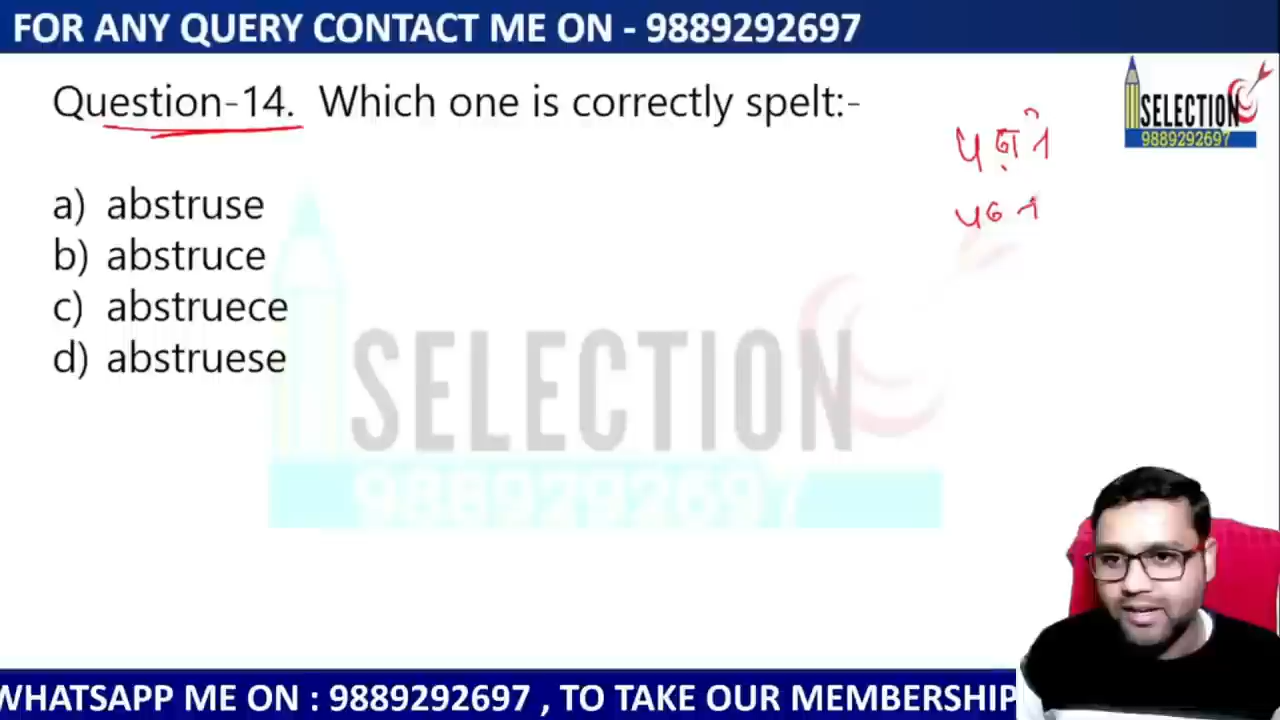 FOR ANY QUERY CONTACT ME ON - 9889292697
Question-14. Which one is correctly spelt:-
SELECTION
9889292697
a) abstruse
b) abstruce
c) abstruece
d) abstruese
SELECTION
9889292697
WHATSAPP ME ON : 9889292697 , TO TAKE OUR MEMBERSHIP